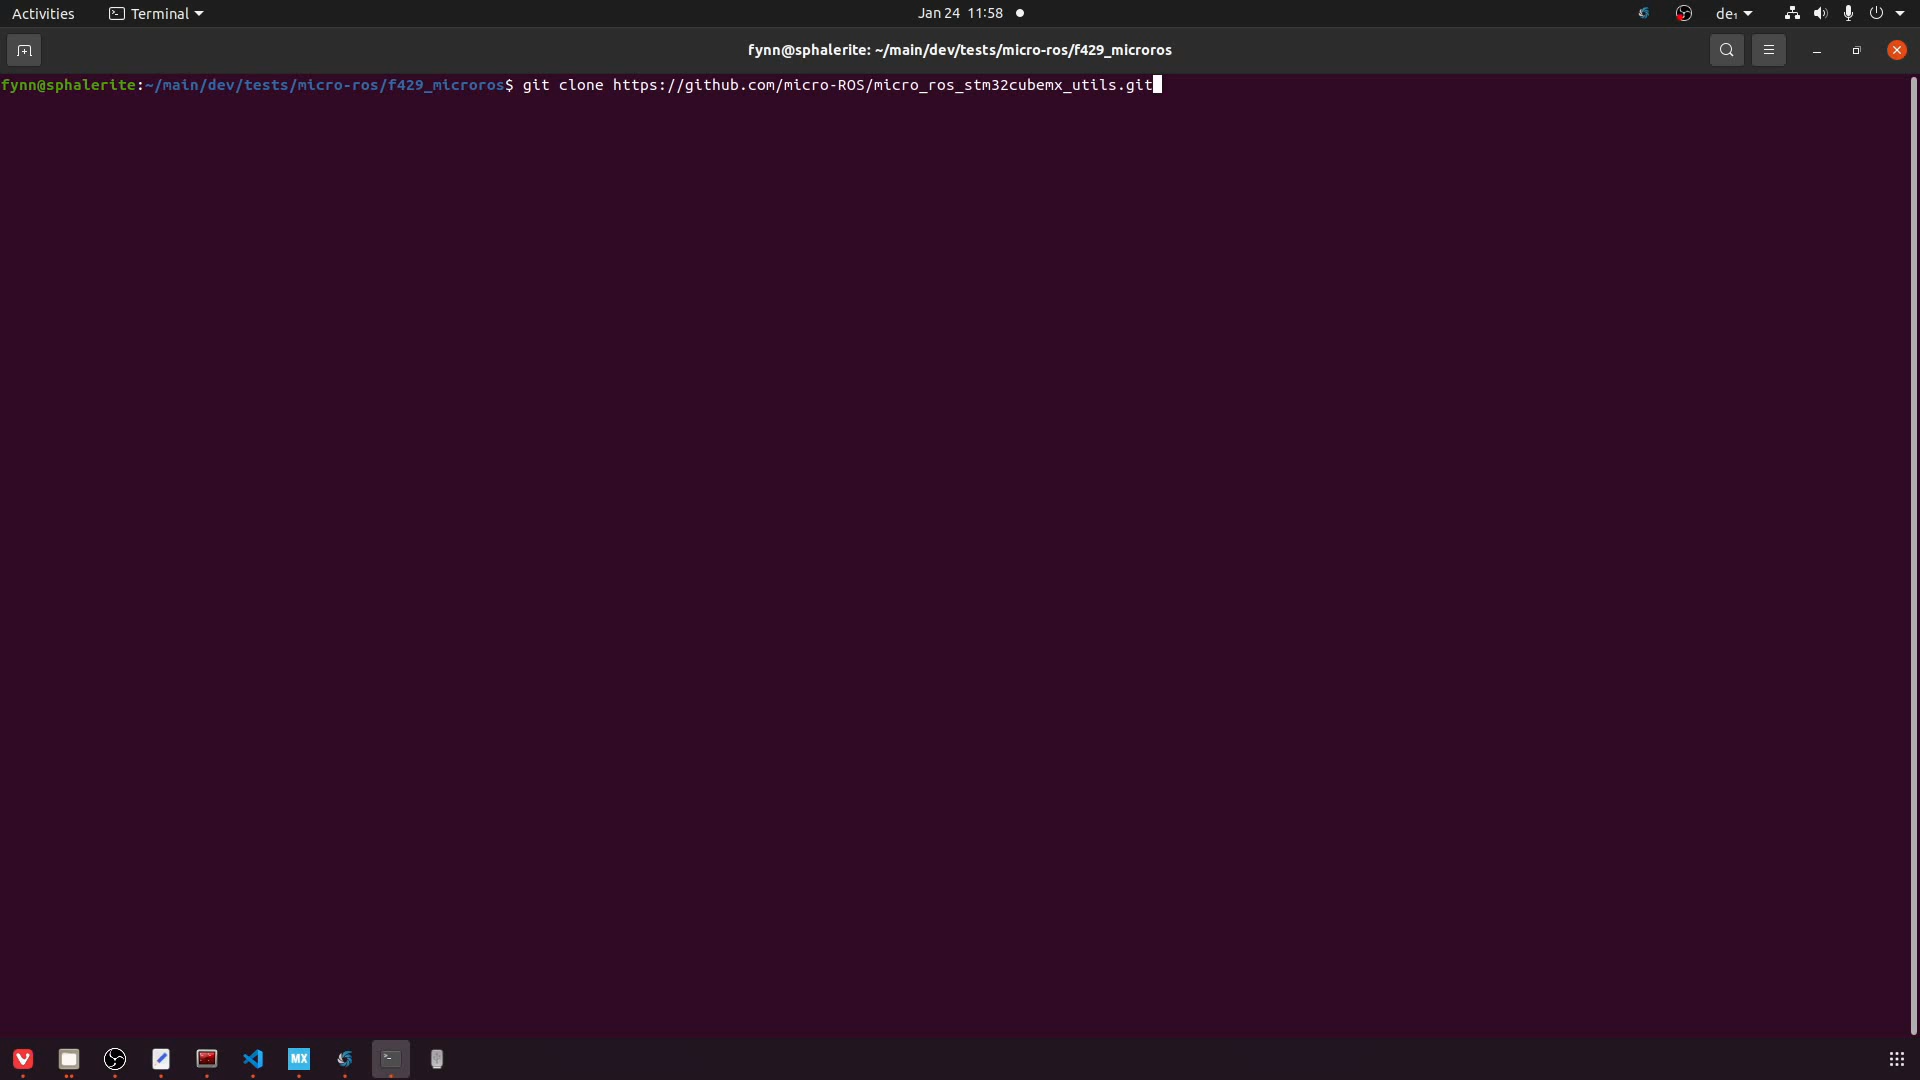 Activities
Terminal
Jan 24 11:58
de₁
fynn@sphalerite: ~/main/dev/tests/micro-ros/f429_microros
fynn@sphalerite:~/main/dev/tests/micro-ros/f429_microros$ git clone https://github.com/micro-ROS/micro_ros_stm32cubemx_utils.git
MX